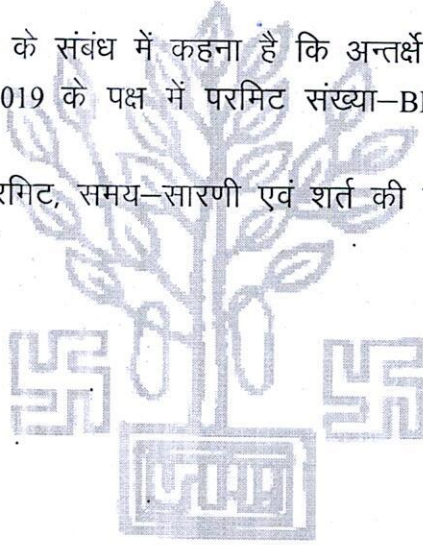 के संबंध में कहना है कि अन्तर्क्षे
019 के पक्ष में परमिट संख्या–BI
रमिट, समय–सारणी एवं शर्त की